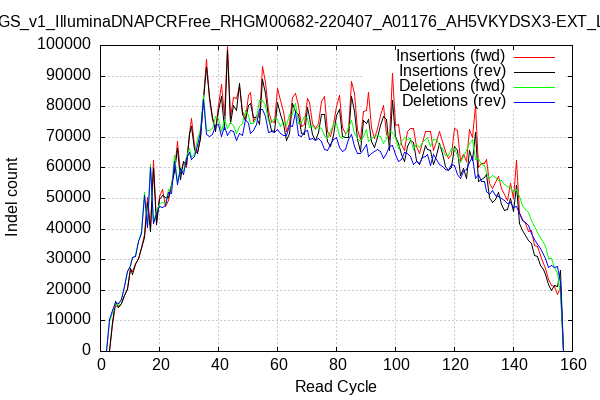 GS_v1_IlluminaDNAPCRFree_RHGM00682-220407_A01176_AH5VKYDSX3-EXT_L
Insertions (fwd)
Insertions (rev)
Deletions (fwd)
Deletions (rev)
100000
90000
80000
70000
60000
50000
40000
30000
20000
10000
0
Indel count
0 20 40 60 80 100 120 140 160
Read Cycle